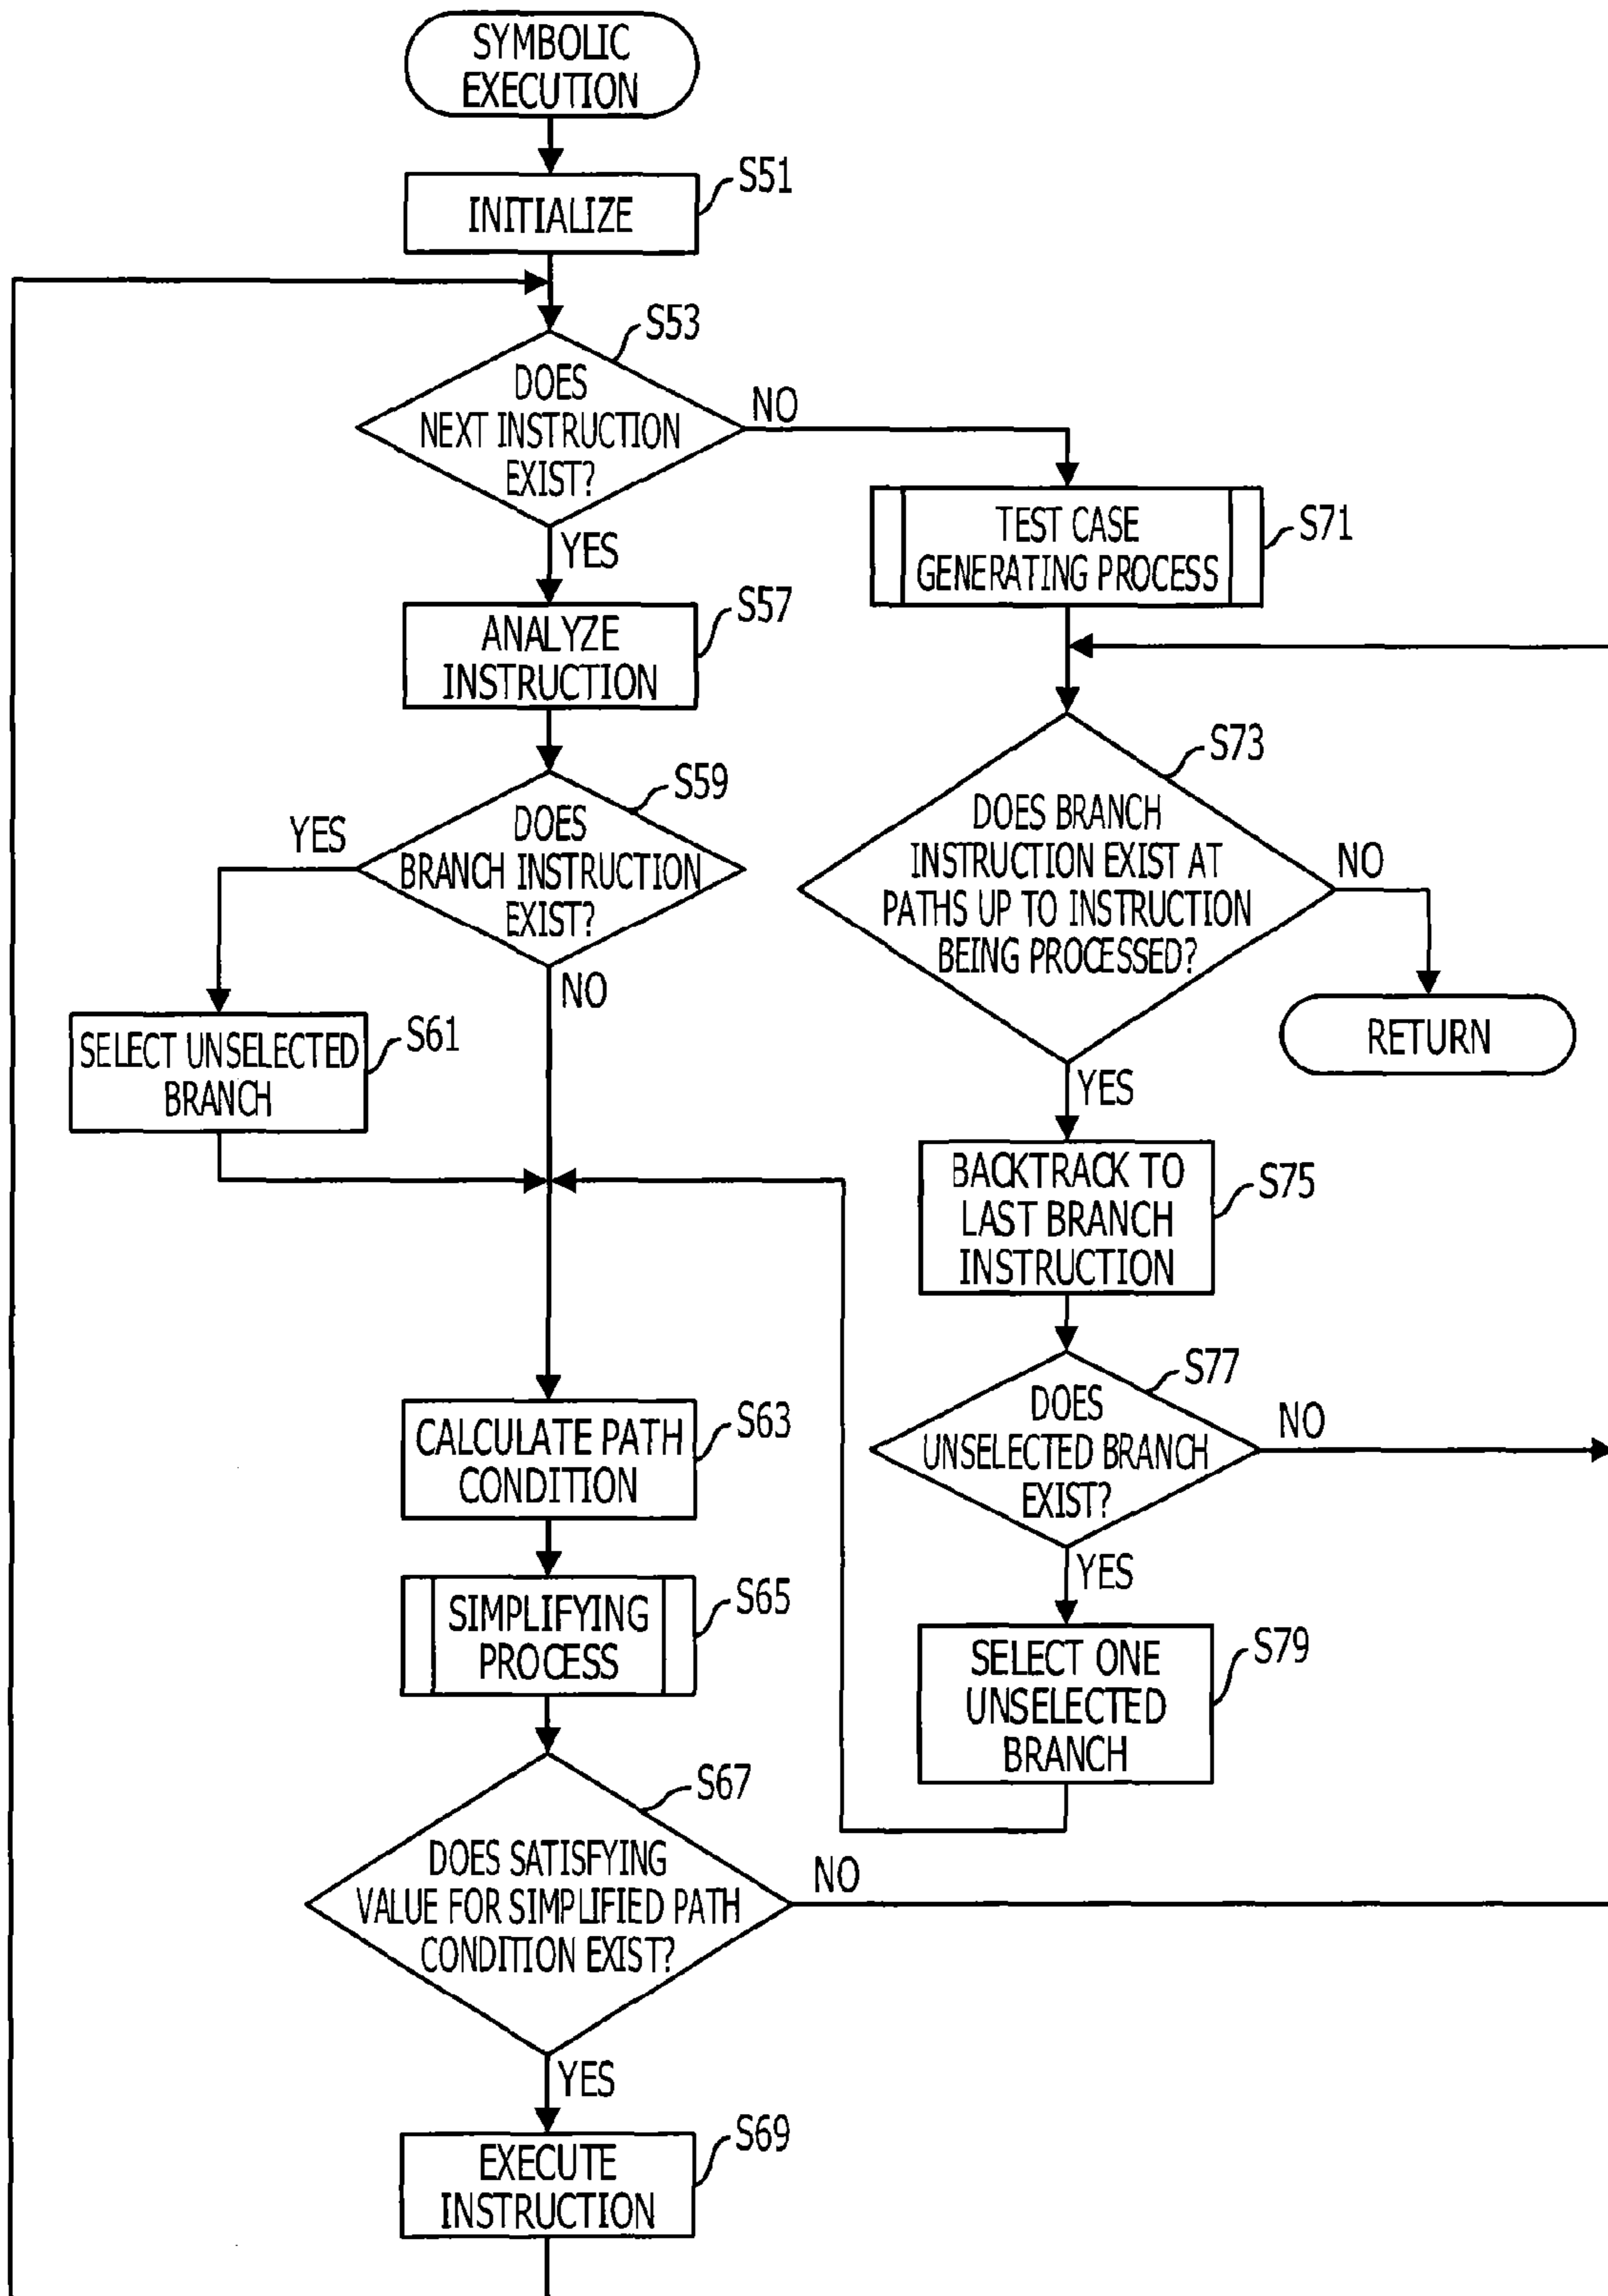 SYMBOLIC
EXECUTION
S51
INITIALIZE
S53
DOES
NEXT INSTRUCTION
EXIST?
NO
YES
S71
TEST CASE
GENERATING PROCESS
S57
ANALYZE
INSTRUCTION
S59
DOES
BRANCH INSTRUCTION
EXIST?
YES
NO
S73
DOES BRANCH
INSTRUCTION EXIST AT
PATHS UP TO INSTRUCTION
BEING PROCESSED?
NO
YES
RETURN
S61
SELECT UNSELECTED
BRANCH
S75
BACKTRACK TO
LAST BRANCH
INSTRUCTION
S77
DOES
UNSELECTED BRANCH
EXIST?
NO
YES
S63
CALCULATE PATH
CONDITION
S65
SIMPLIFYING
PROCESS
S79
SELECT ONE
UNSELECTED
BRANCH
S67
DOES SATISFYING
VALUE FOR SIMPLIFIED PATH
CONDITION EXIST?
NO
YES
S69
EXECUTE
INSTRUCTION